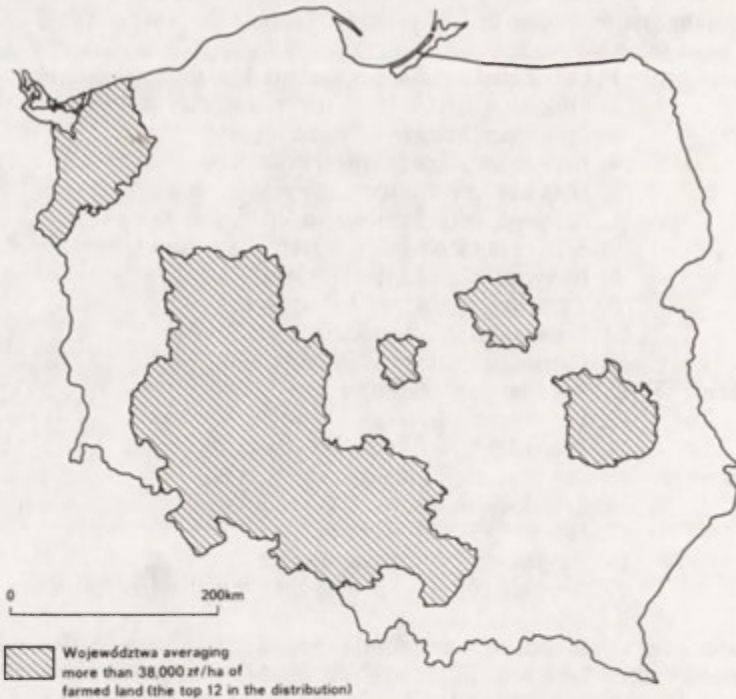 0 200km
Województwa averaging
more than 38,000 zł/ha of
farmed land (the top 12 in the distribution)